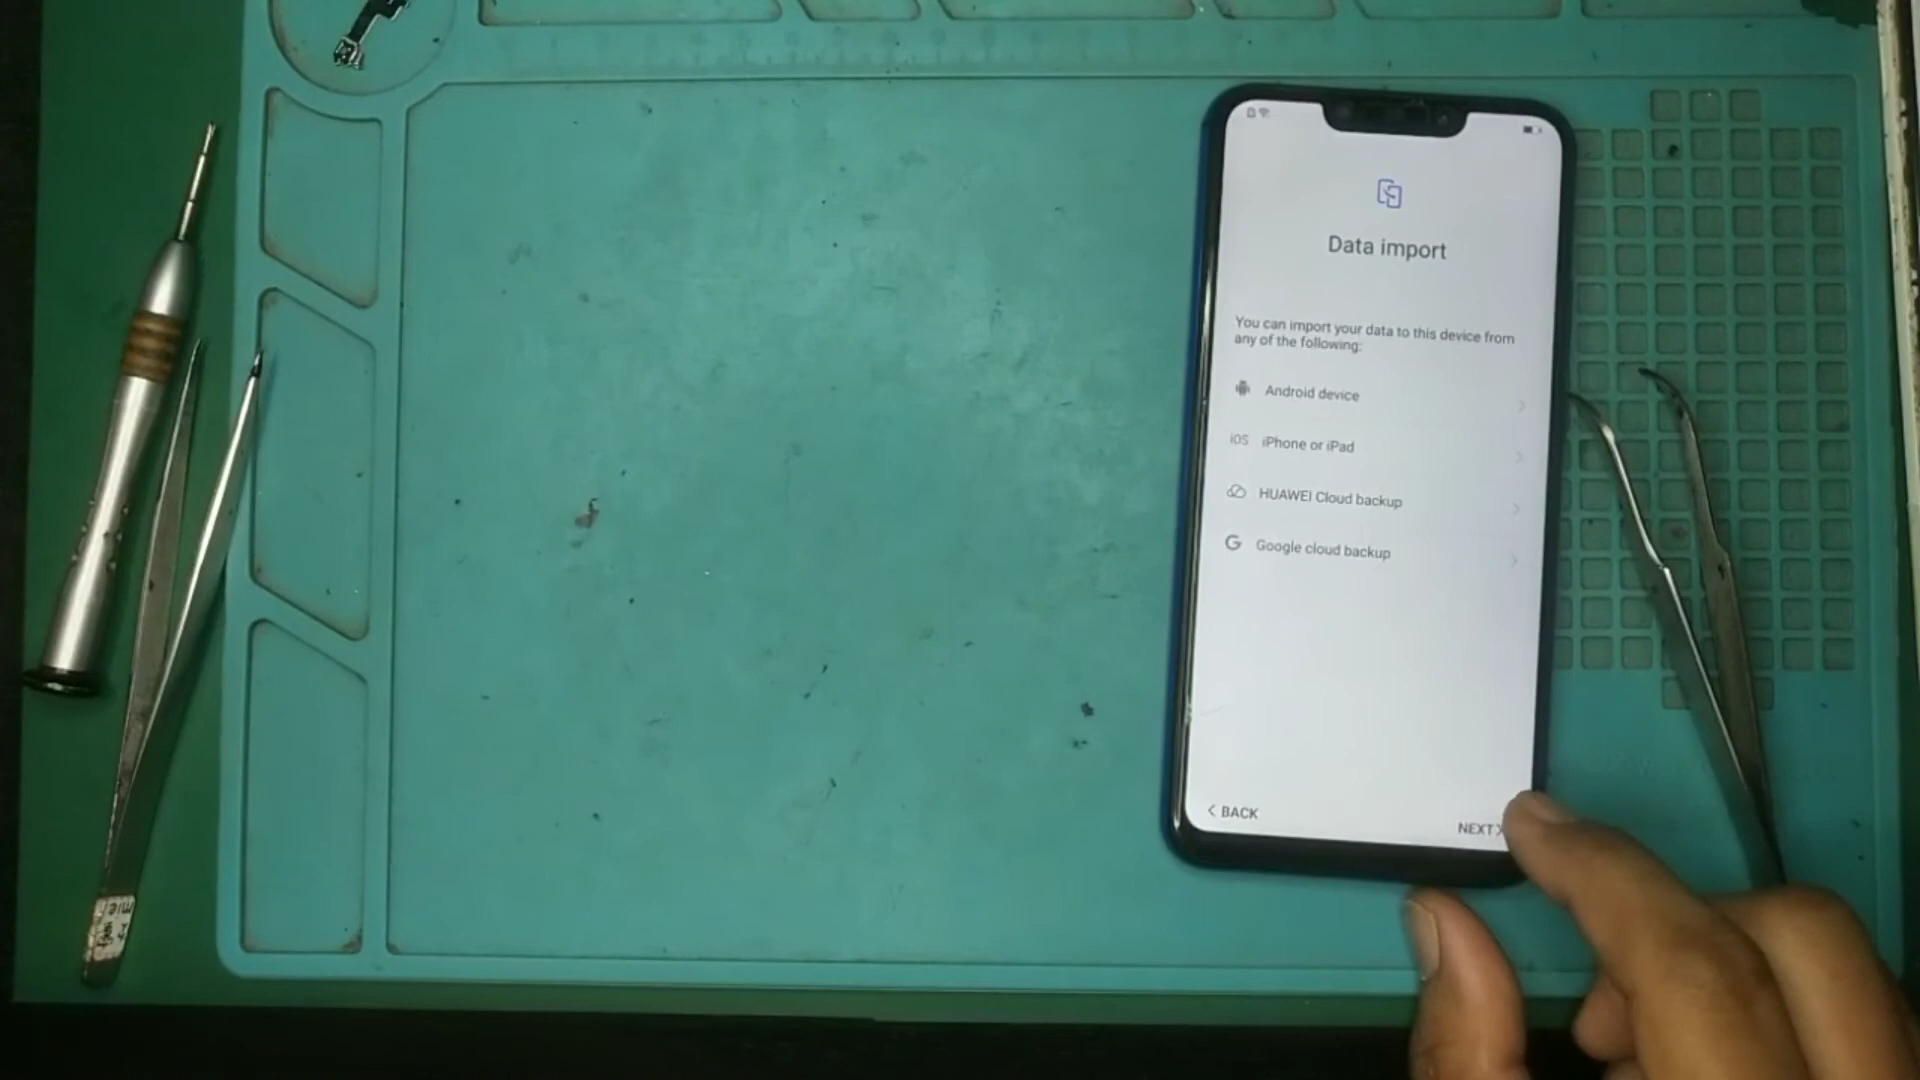 Data import
You can import your data to this device from
any of the following:
Android device
iOS iPhone or iPad
HUAWEI Cloud backup
G Google cloud backup
< BACK
NEXT >